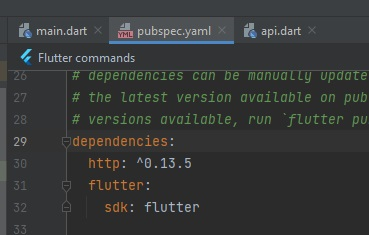 main.dart
pubspec.yaml
api.dart
Flutter commands
26 # dependencies can be manually update
27 # the latest version available on pub
28 # versions available, run `flutter pu
29 dependencies:
30 http: ^0.13.5
31 flutter:
32 sdk: flutter
33